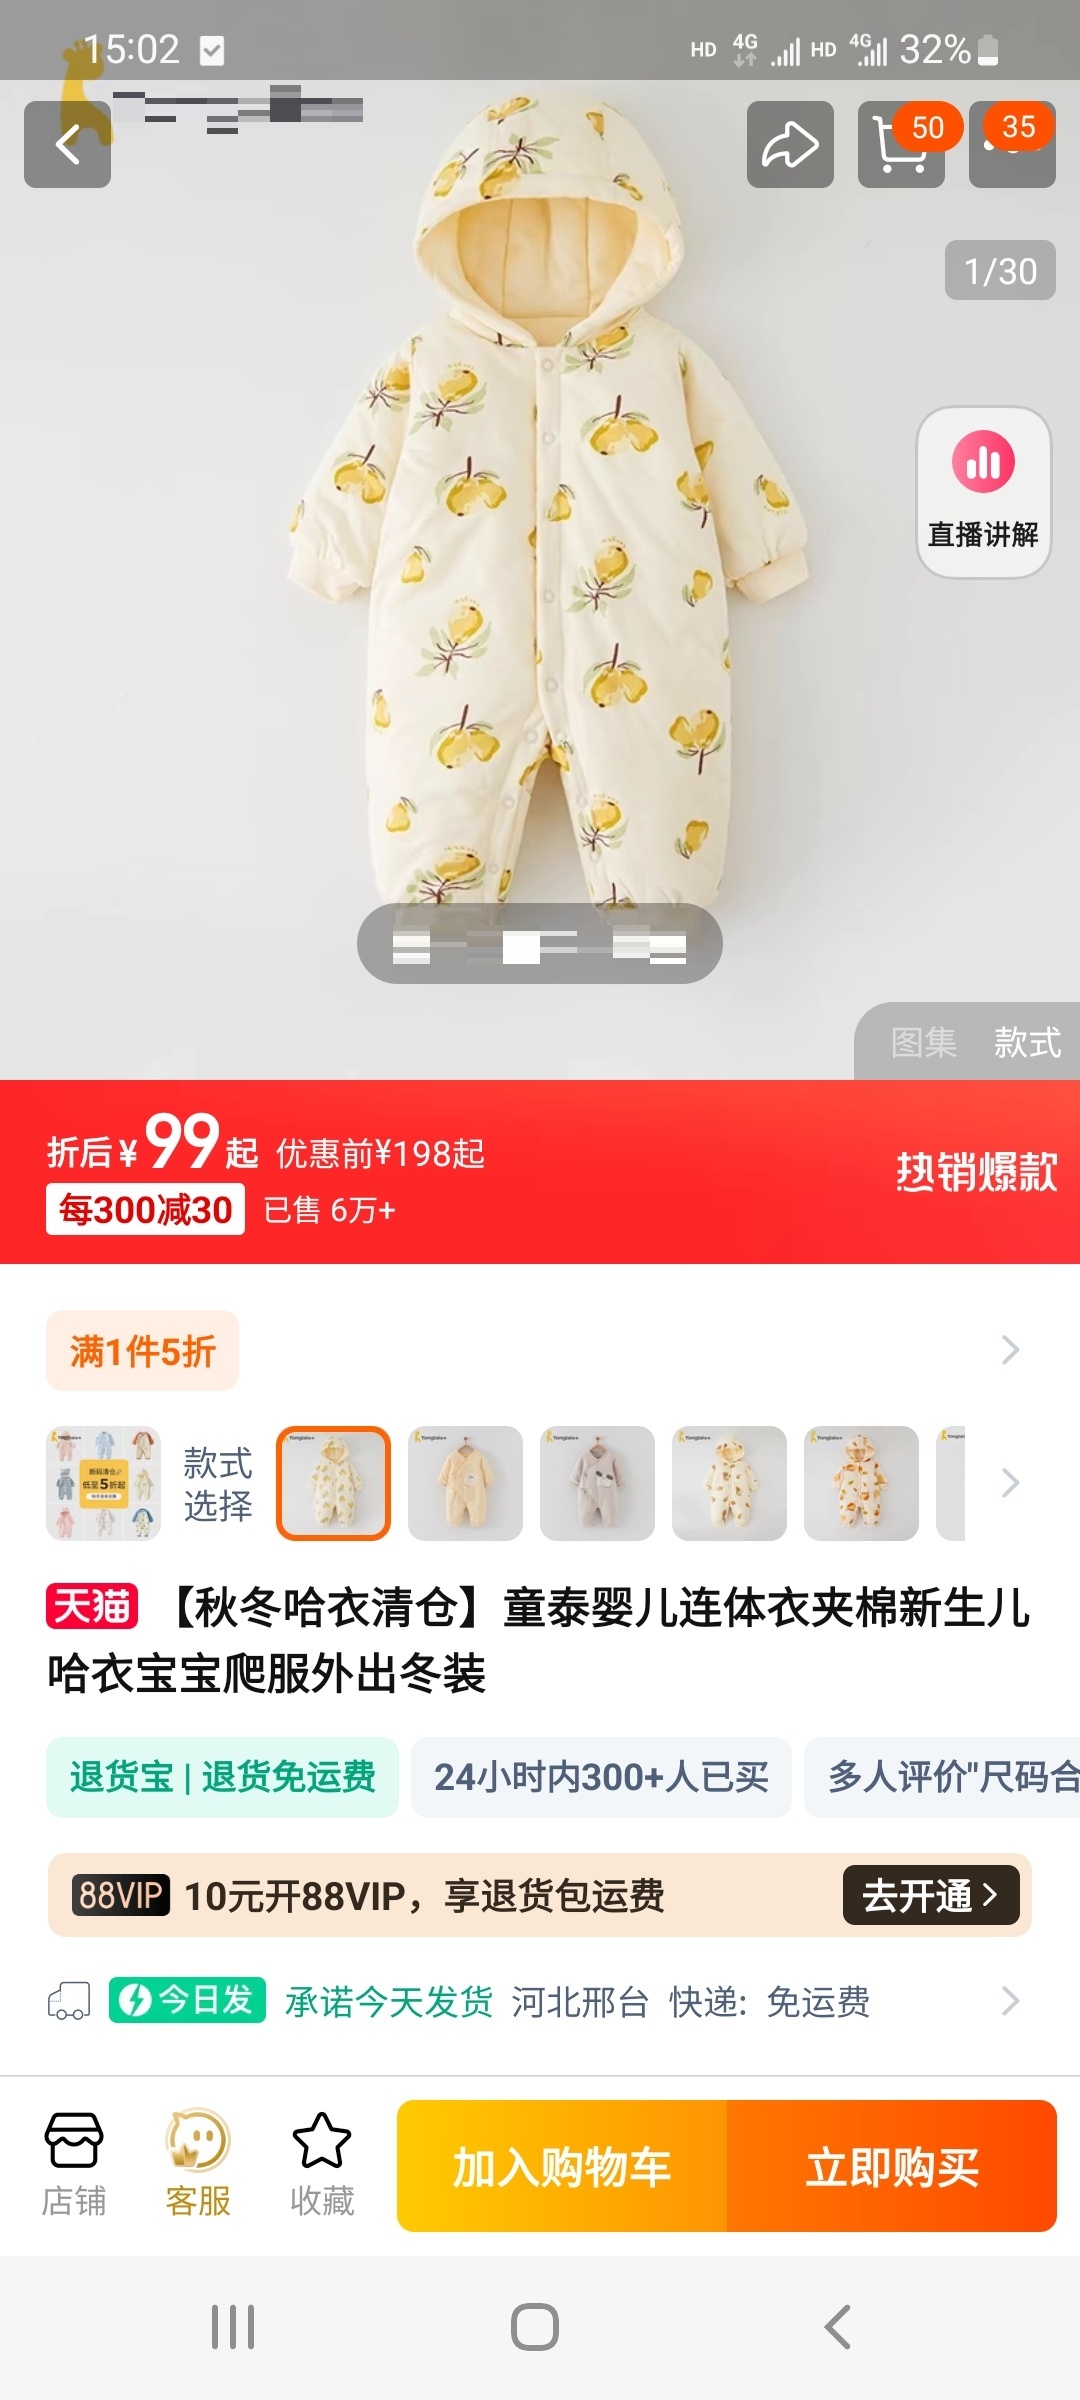 15:02
HD 4G HD 4G 32%
50
35
1/30
直播讲解
图集 款式
折后¥99起 优惠前¥198起
热销爆款
每300减30 已售 6万+
满1件5折
款式
选择
天猫 【秋冬哈衣清仓】童泰婴儿连体衣夹棉新生儿
哈衣宝宝爬服外出冬装
退货宝 | 退货免运费 24小时内300+人已买 多人评价"尺码合
88VIP 10元开88VIP，享退货包运费 去开通
今日发 承诺今天发货 河北邢台 快递: 免运费
店铺 客服 收藏 加入购物车 立即购买